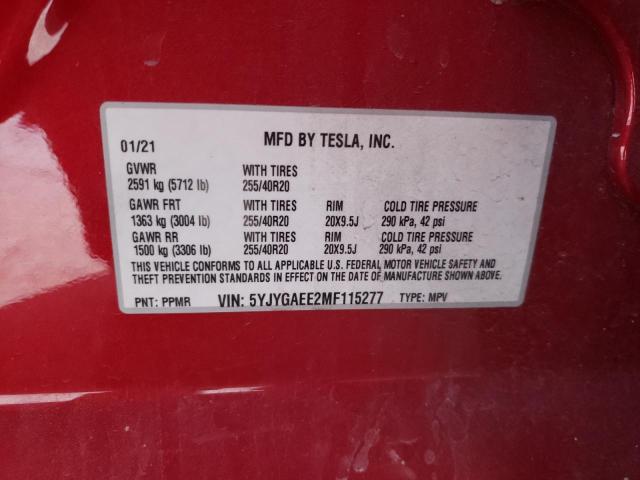 01/21 MFD BY TESLA, INC.
GVWR WITH TIRES
2591 kg (5712 lb) 255/40R20
GAWR FRT WITH TIRES RIM COLD TIRE PRESSURE
1363 kg (3004 lb) 255/40R20 20X9.5J 290 kPa, 42 psi
GAWR RR WITH TIRES RIM COLD TIRE PRESSURE
1500 kg (3306 lb) 255/40R20 20X9.5J 290 kPa, 42 psi
THIS VEHICLE CONFORMS TO ALL APPLICABLE U.S. FEDERAL MOTOR VEHICLE SAFETY AND
THEFT PREVENTION STANDARDS IN EFFECT ON THE DATE OF MANUFACTURE SHOWN ABOVE.
PNT: PPMR VIN: 5YJYGAEE2MF115277 TYPE: MPV